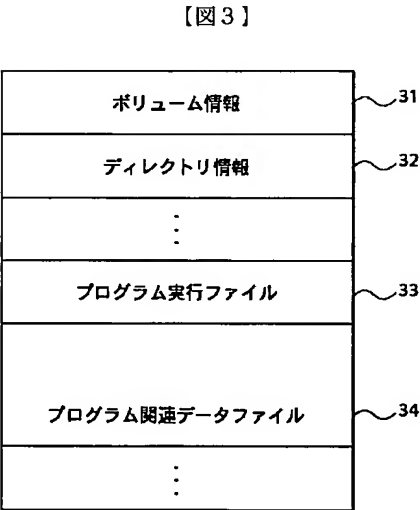 【図3】
ボリューム情報 31
ディレクトリ情報 32
⋮
プログラム実行ファイル 33
プログラム関連データファイル 34
⋮